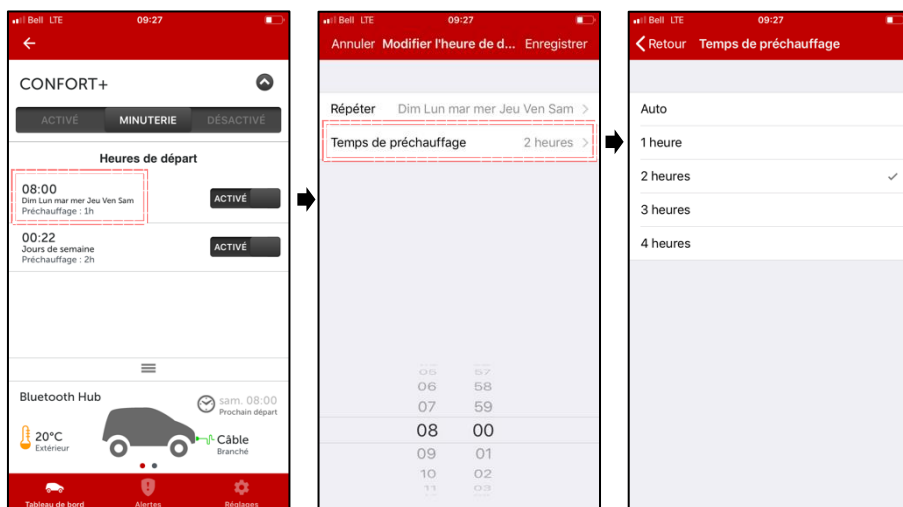 Bell LTE 09:27
CONFORT+
ACTIVÉ MINUTERIE DÉSACTIVÉ
Heures de départ
08:00
Dim Lun mar mer Jeu Ven Sam
Préchauffage : 1h
ACTIVÉ
00:22
Jours de semaine
Préchauffage : 2h
ACTIVÉ
Bluetooth Hub
sam. 08:00
Prochain départ
20°C
Extérieur
Câble
Branché
Tableau de bord Alertes Réglages
Bell LTE 09:27
Annuler Modifier l'heure de d... Enregistrer
Répéter Dim Lun mar mer Jeu Ven Sam
Temps de préchauffage 2 heures
05 57
06 58
07 59
08 00
09 01
10 02
11 03
Bell LTE 09:27
Retour Temps de préchauffage
Auto
1 heure
2 heures
3 heures
4 heures